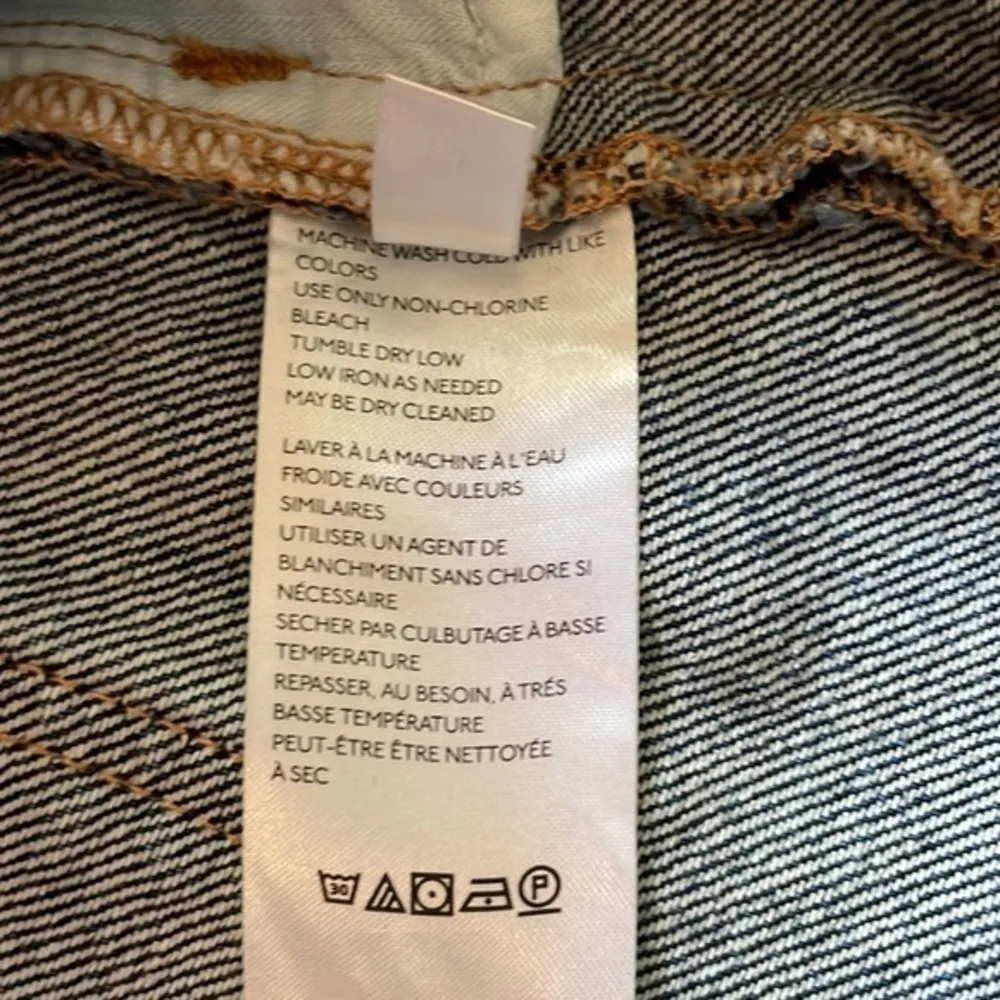 MACHINE WASH COLD WITH LIKE
COLORS
USE ONLY NON-CHLORINE
BLEACH
TUMBLE DRY LOW
LOW IRON AS NEEDED
MAY BE DRY CLEANED
LAVER À LA MACHINE À L'EAU
FROIDE AVEC COULEURS
SIMILAIRES
UTILISER UN AGENT DE
BLANCHIMENT SANS CHLORE SI
NÉCESSAIRE
SECHER PAR CULBUTAGE À BASSE
TEMPERATURE
REPASSER, AU BESOIN, À TRÉS
BASSE TEMPÉRATURE
PEUT-ÊTRE ÊTRE NETTOYÉE
À SEC
30 P